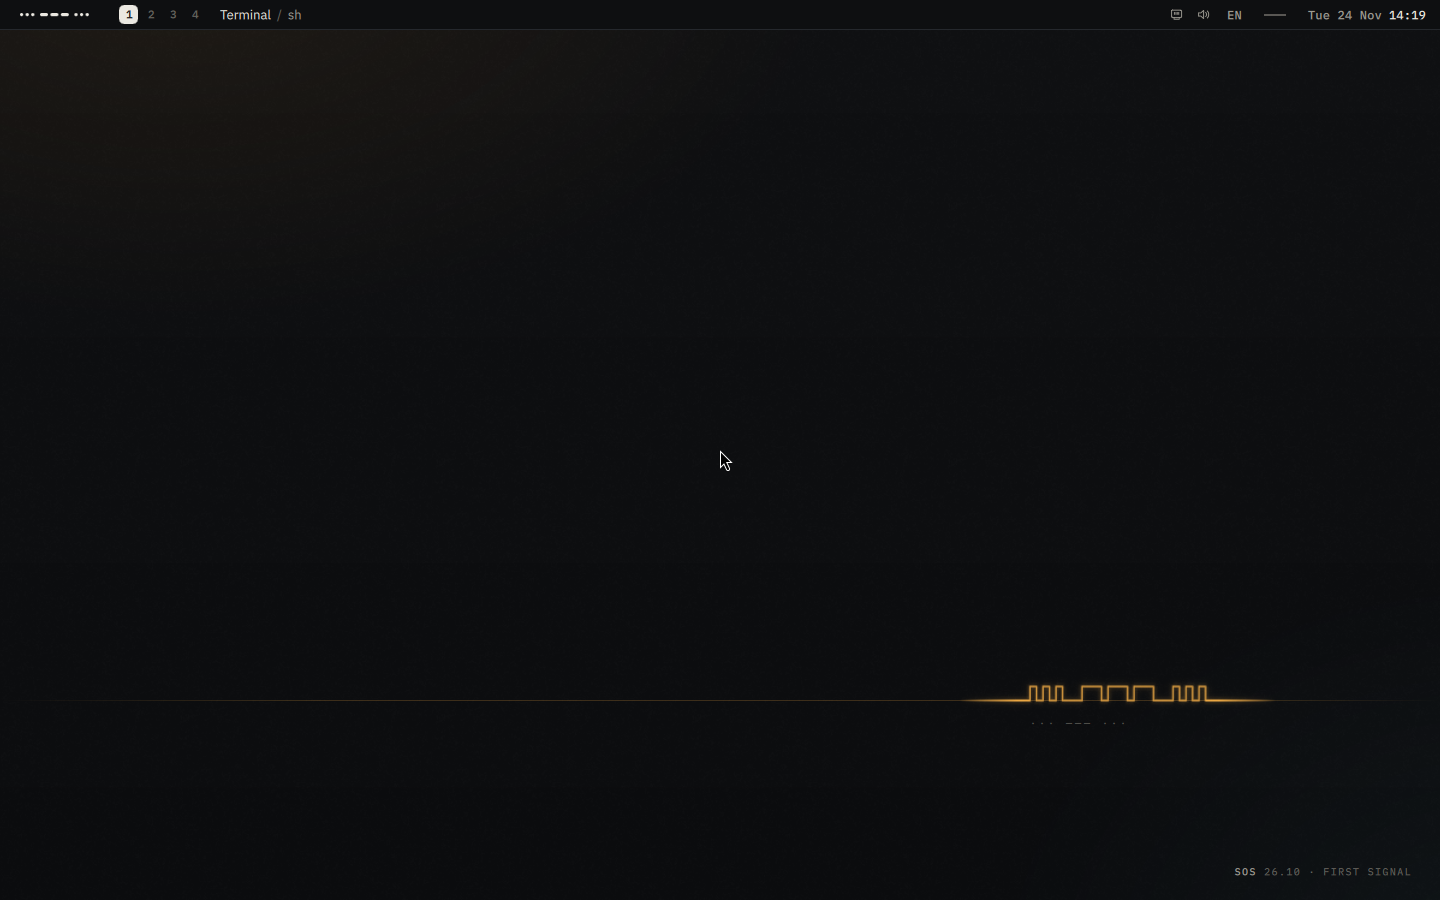 1 2 3 4 Terminal / sh EN Tue 24 Nov 14:19
... ——— ...
SOS 26.10 · FIRST SIGNAL